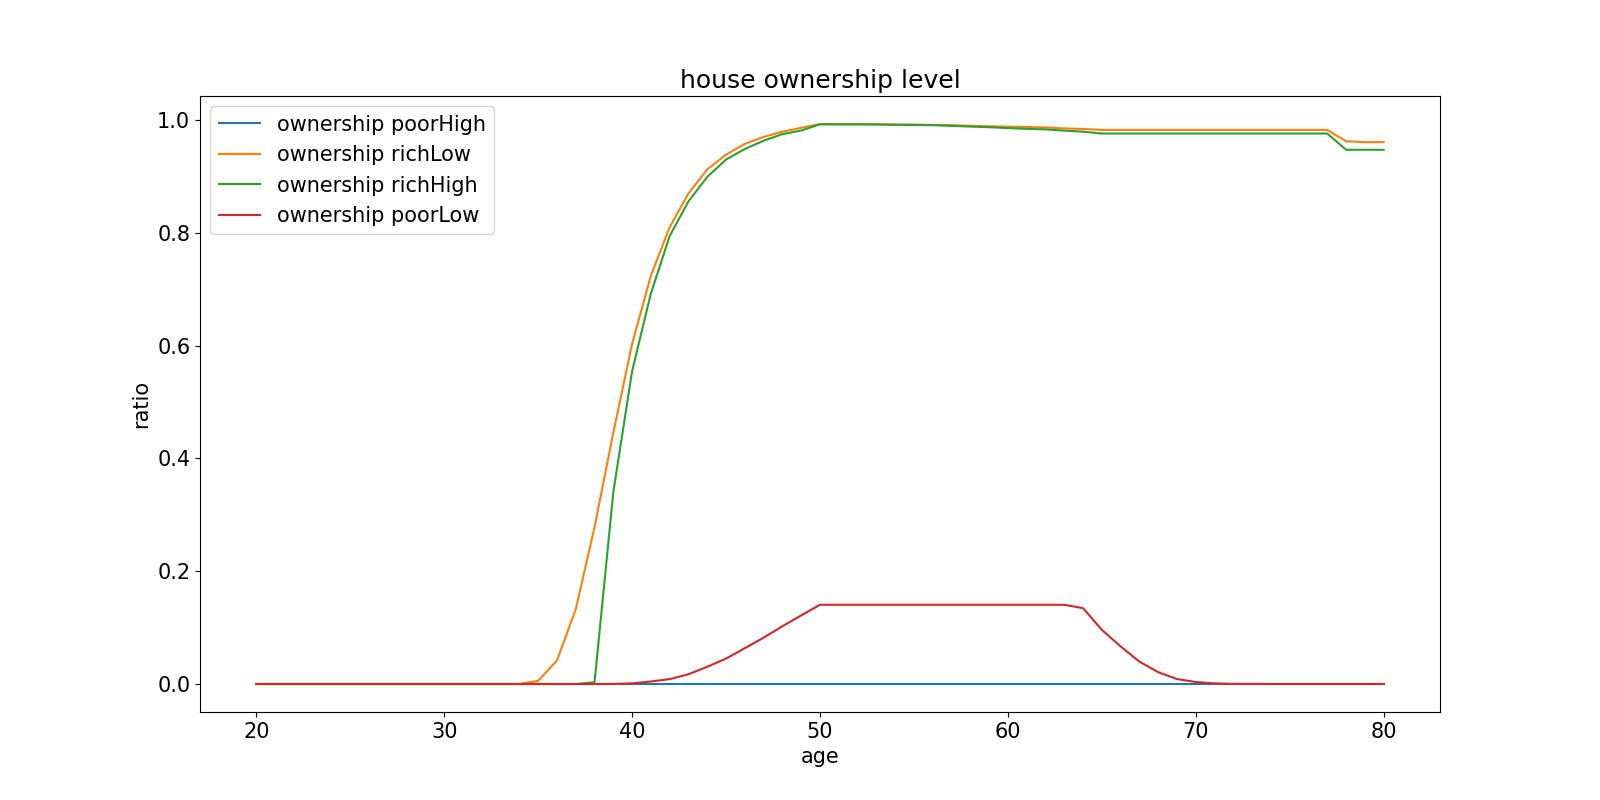 house ownership level
ownership poorHigh
ownership richLow
ownership richHigh
ownership poorLow
1.0
0.8
0.6
0.4
0.2
0.0
ratio
20 30 40 50 60 70 80
age